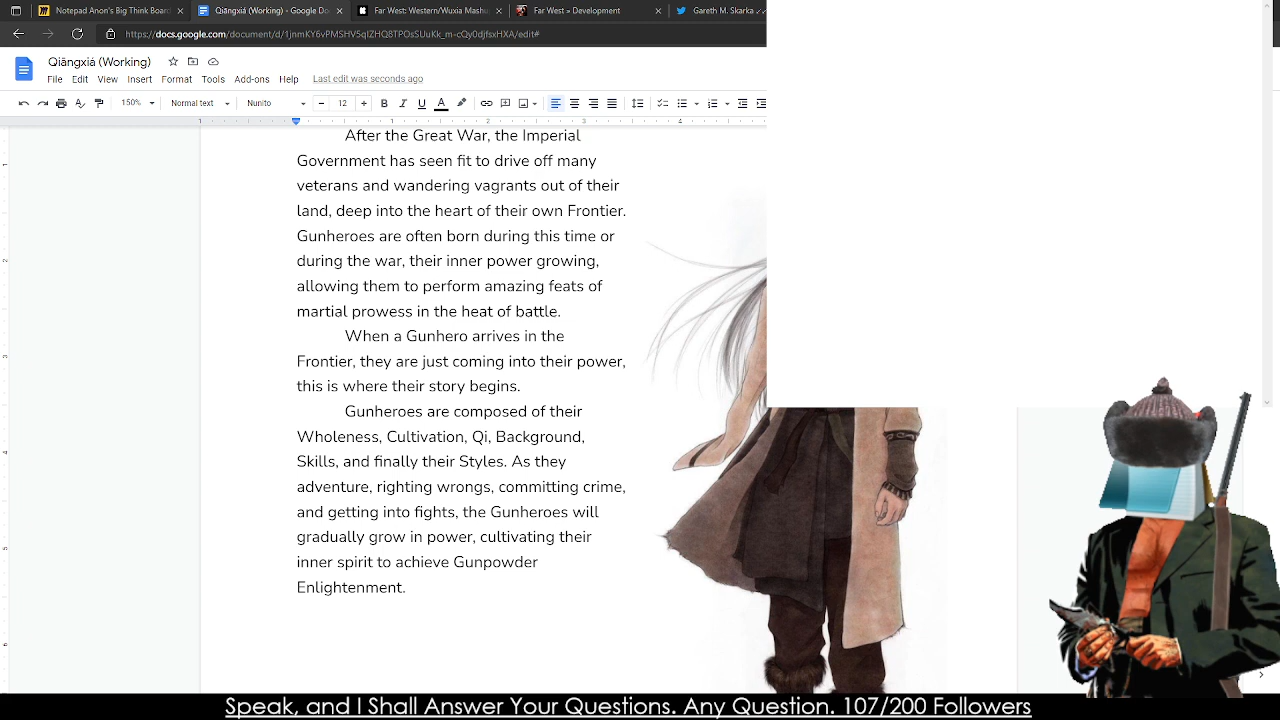 Notepad Anon's Big Think Board
Qiāngxiá (Working) - Google Do
Far West: Western/Wuxia Mashu
Far West » Development
Gareth M. Skarka
https://docs.google.com/document/d/1jnmKY6vPMSHVSqIZHQ8TPOsSUuKk_m-cQy0djfsxHXA/edit#
Qiāngxiá (Working)
File Edit View Insert Format Tools Add-ons Help Last edit was seconds ago
150% Normal text Nunito 12
After the Great War, the Imperial
Government has seen fit to drive off many
veterans and wandering vagrants out of their
land, deep into the heart of their own Frontier.
Gunheroes are often born during this time or
during the war, their inner power growing,
allowing them to perform amazing feats of
martial prowess in the heat of battle.
When a Gunhero arrives in the
Frontier, they are just coming into their power,
this is where their story begins.
Gunheroes are composed of their
Wholeness, Cultivation, Qi, Background,
Skills, and finally their Styles. As they
adventure, righting wrongs, committing crime,
and getting into fights, the Gunheroes will
gradually grow in power, cultivating their
inner spirit to achieve Gunpowder
Enlightenment.
Speak, and I Shall Answer Your Questions. Any Question. 107/200 Followers